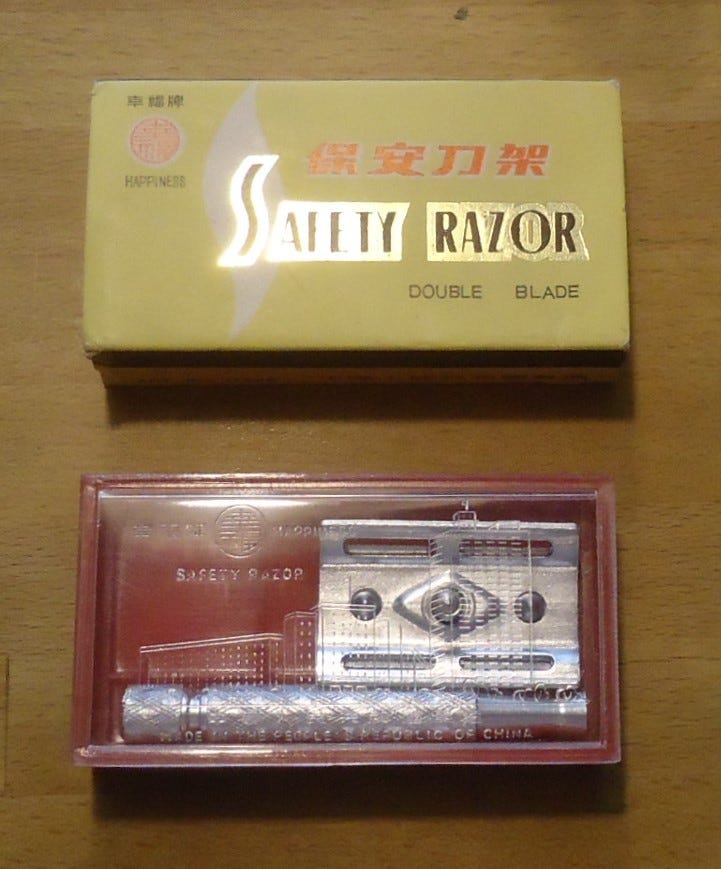 幸福牌
HAPPINESS
保安刀架
SAFETY RAZOR
DOUBLE BLADE
HAPPINESS
SAFETY RAZOR
MADE IN THE PEOPLE'S REPUBLIC OF CHINA